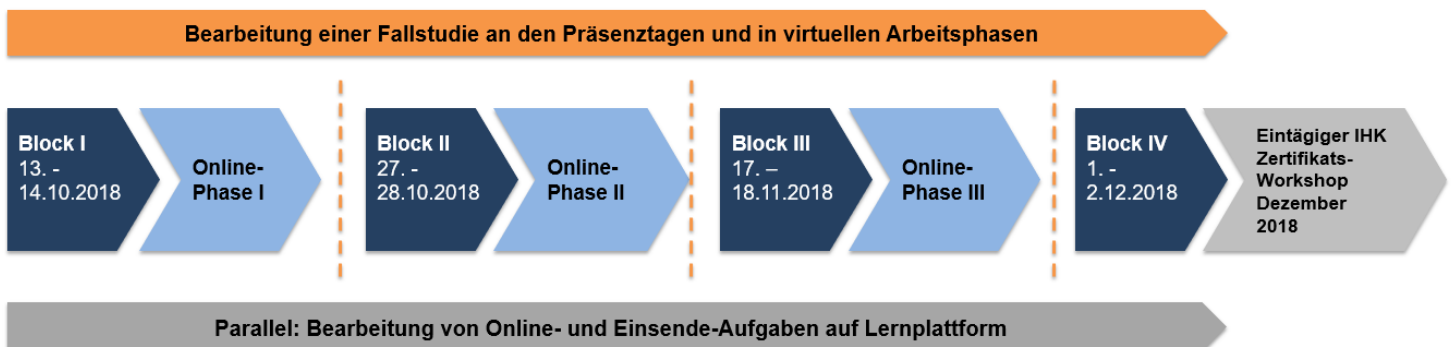 Bearbeitung einer Fallstudie an den Präsenztagen und in virtuellen Arbeitsphasen
Block I
13. -
14.10.2018
Online-
Phase I
Block II
27. -
28.10.2018
Online-
Phase II
Block III
17. –
18.11.2018
Online-
Phase III
Block IV
1. -
2.12.2018
Eintägiger IHK
Zertifikats-
Workshop
Dezember
2018
Parallel: Bearbeitung von Online- und Einsende-Aufgaben auf Lernplattform